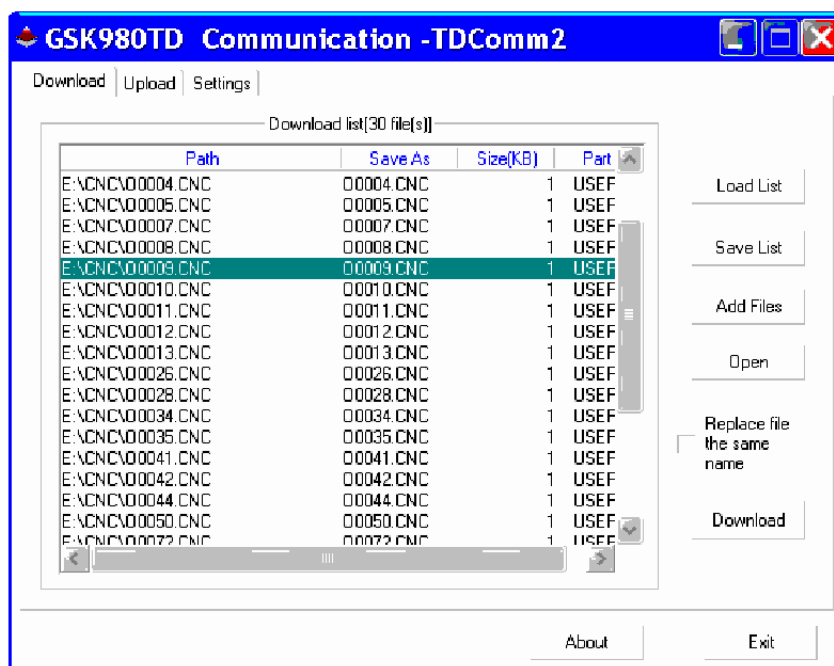 GSK980TD Communication -TDComm2
Download Upload Settings
Download list[30 file(s)]
Path Save As Size(KB) Part
E:\CNC\O0004.CNC O0004.CNC 1 USEF
E:\CNC\O0005.CNC O0005.CNC 1 USEF
E:\CNC\O0007.CNC O0007.CNC 1 USEF
E:\CNC\O0008.CNC O0008.CNC 1 USEF
E:\CNC\O0009.CNC O0009.CNC 1 USEF
E:\CNC\O0010.CNC O0010.CNC 1 USEF
E:\CNC\O0011.CNC O0011.CNC 1 USEF
E:\CNC\O0012.CNC O0012.CNC 1 USEF
E:\CNC\O0013.CNC O0013.CNC 1 USEF
E:\CNC\O0026.CNC O0026.CNC 1 USEF
E:\CNC\O0028.CNC O0028.CNC 1 USEF
E:\CNC\O0034.CNC O0034.CNC 1 USEF
E:\CNC\O0035.CNC O0035.CNC 1 USEF
E:\CNC\O0041.CNC O0041.CNC 1 USEF
E:\CNC\O0042.CNC O0042.CNC 1 USEF
E:\CNC\O0044.CNC O0044.CNC 1 USEF
E:\CNC\O0050.CNC O0050.CNC 1 USEF
E:\CNC\O0072.CNC O0072.CNC 1 USEF
Load List
Save List
Add Files
Open
Replace file
the same
name
Download
About Exit